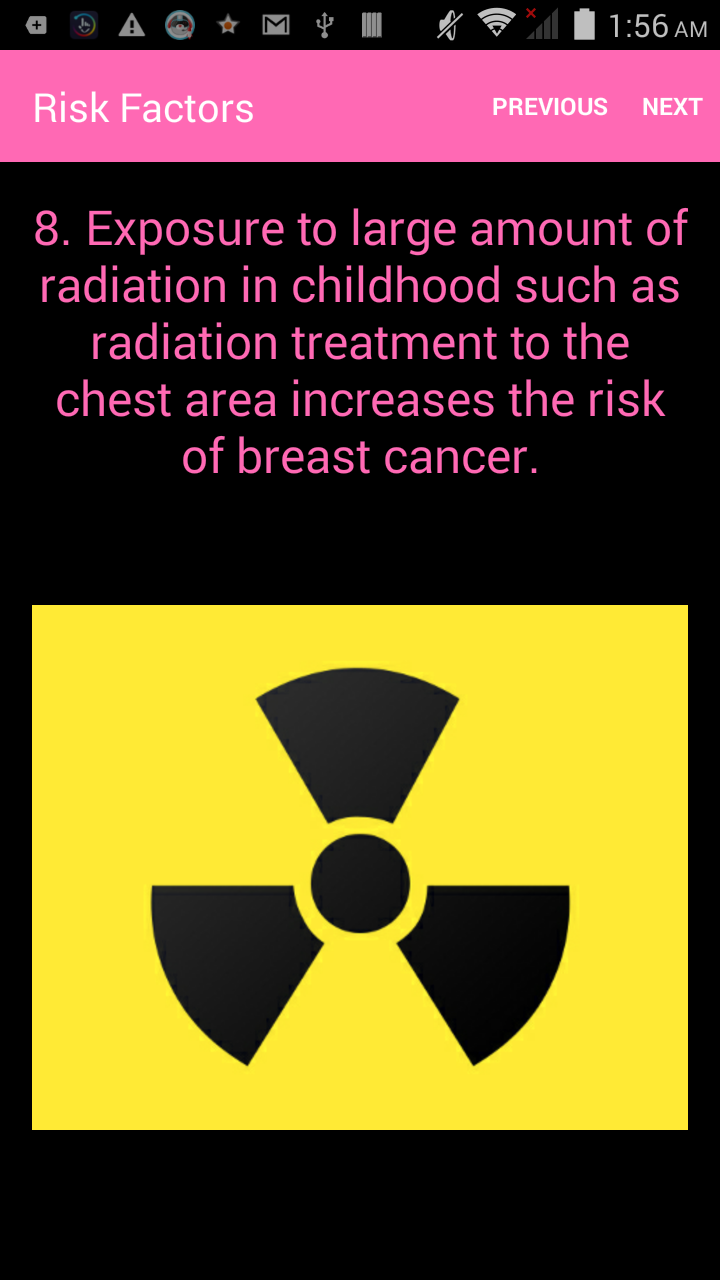 1:56 AM
Risk Factors PREVIOUS NEXT
8. Exposure to large amount of
radiation in childhood such as
radiation treatment to the
chest area increases the risk
of breast cancer.